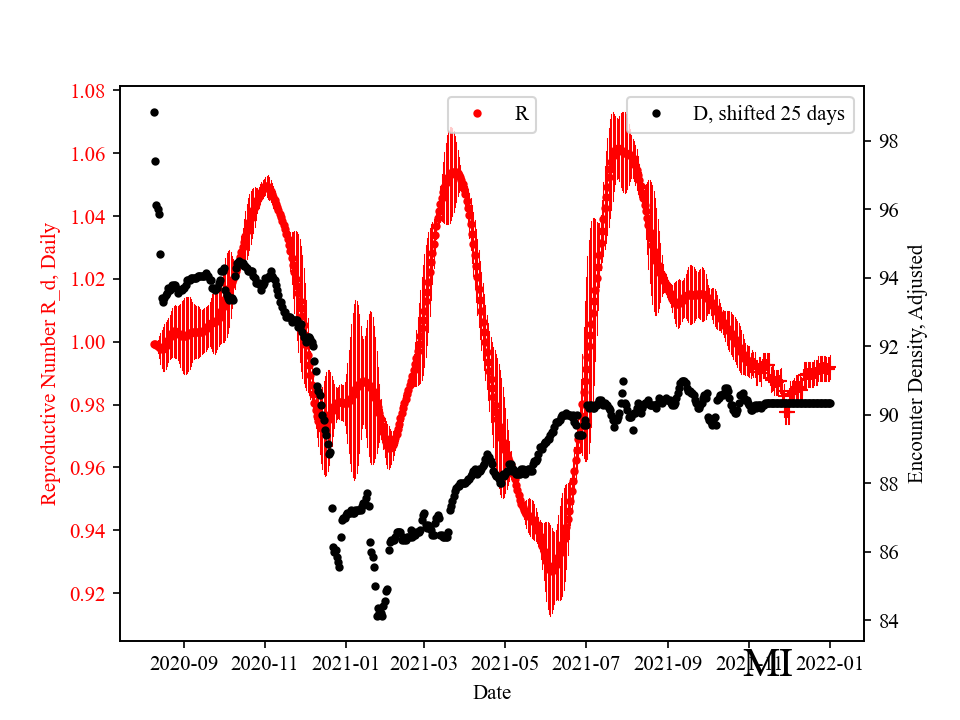 R
D, shifted 25 days
1.08
1.06
1.04
1.02
1.00
0.98
0.96
0.94
0.92
Reproductive Number R_d, Daily
98
96
94
92
90
88
86
84
Encounter Density, Adjusted
2020-09 2020-11 2021-01 2021-03 2021-05 2021-07 2021-09 2021-11 2022-01
MI
Date